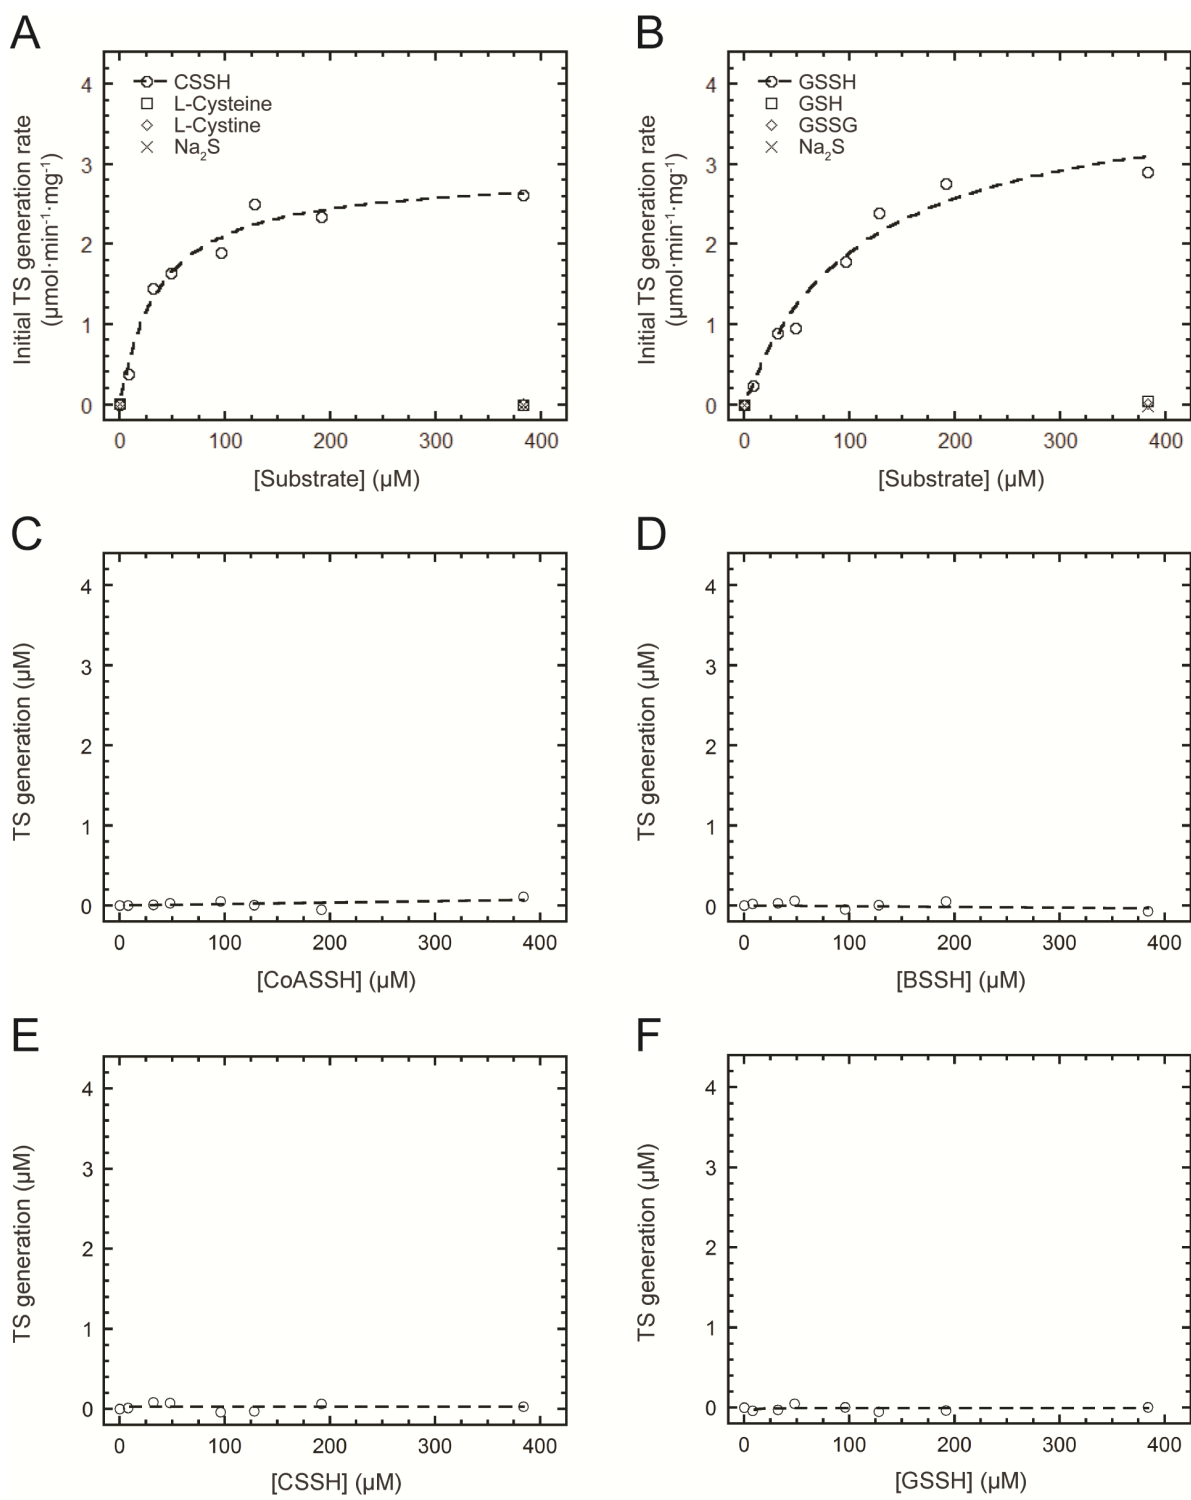 A
Initial TS generation rate
(µmol·min⁻¹·mg⁻¹)
4
3
2
1
0
CSSH
L-Cysteine
L-Cystine
Na₂S
0 100 200 300 400
[Substrate] (µM)
B
Initial TS generation rate
(µmol·min⁻¹·mg⁻¹)
4
3
2
1
0
GSSH
GSH
GSSG
Na₂S
0 100 200 300 400
[Substrate] (µM)
C
TS generation (µM)
4
3
2
1
0
0 100 200 300 400
[CoASSH] (µM)
D
TS generation (µM)
4
3
2
1
0
0 100 200 300 400
[BSSH] (µM)
E
TS generation (µM)
4
3
2
1
0
0 100 200 300 400
[CSSH] (µM)
F
TS generation (µM)
4
3
2
1
0
0 100 200 300 400
[GSSH] (µM)